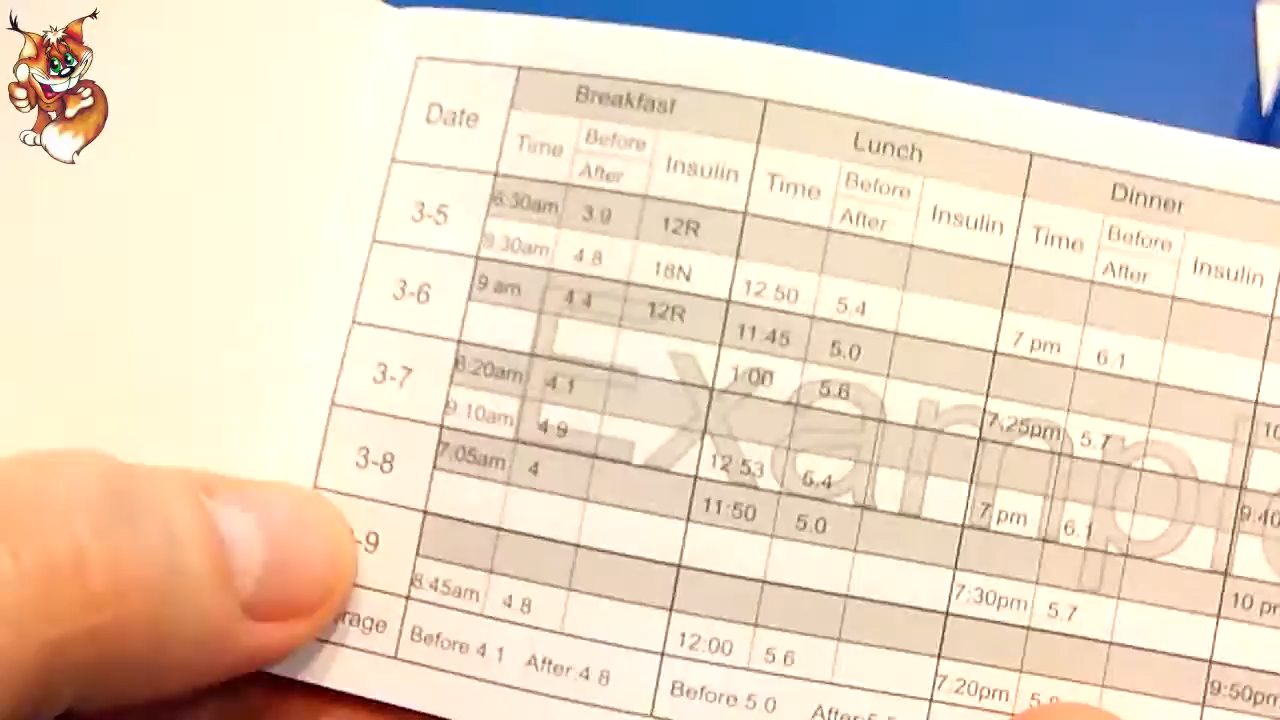 Date Breakfast Lunch Dinner
Time Before After Insulin Time Before After Insulin Time Before After Insulin
3-5 6:30am 3.9 12R
9.30am 4.8 18N 12.50 5.4 7 pm 6.1
3-6 9 am 4.4 12R 11:45 5.0
1:00 5.6 7:25pm 5.7
3-7 8:20am 4.1
9.10am 4.9 12:53 6.4 7 pm 6.1
3-8 7.05am 4 11:50 5.0
7:30pm 5.7
-9
8:45am 4.8 12:00 5.6 7:20pm
Before 4.1 After 4.8 Before 5.0 After
10 pm
9:50pm